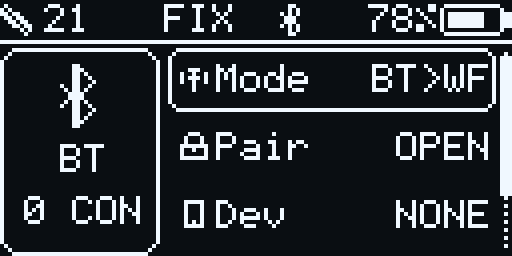 21 FIX 78%
Mode BT>WF
BT
Pair OPEN
0 CON
Dev NONE